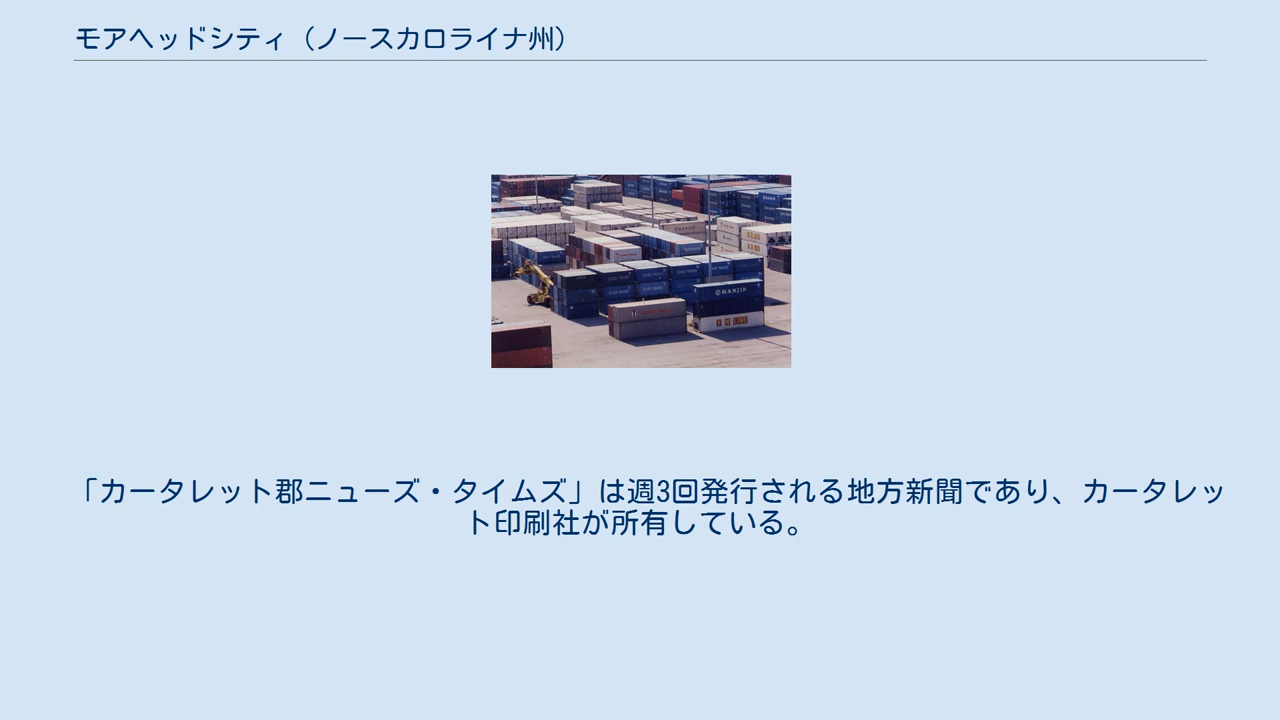 モアヘッドシティ（ノースカロライナ州）
HANJIN
「カータレット郡ニューズ・タイムズ」は週3回発行される地方新聞であり、カータレッ
ト印刷社が所有している。